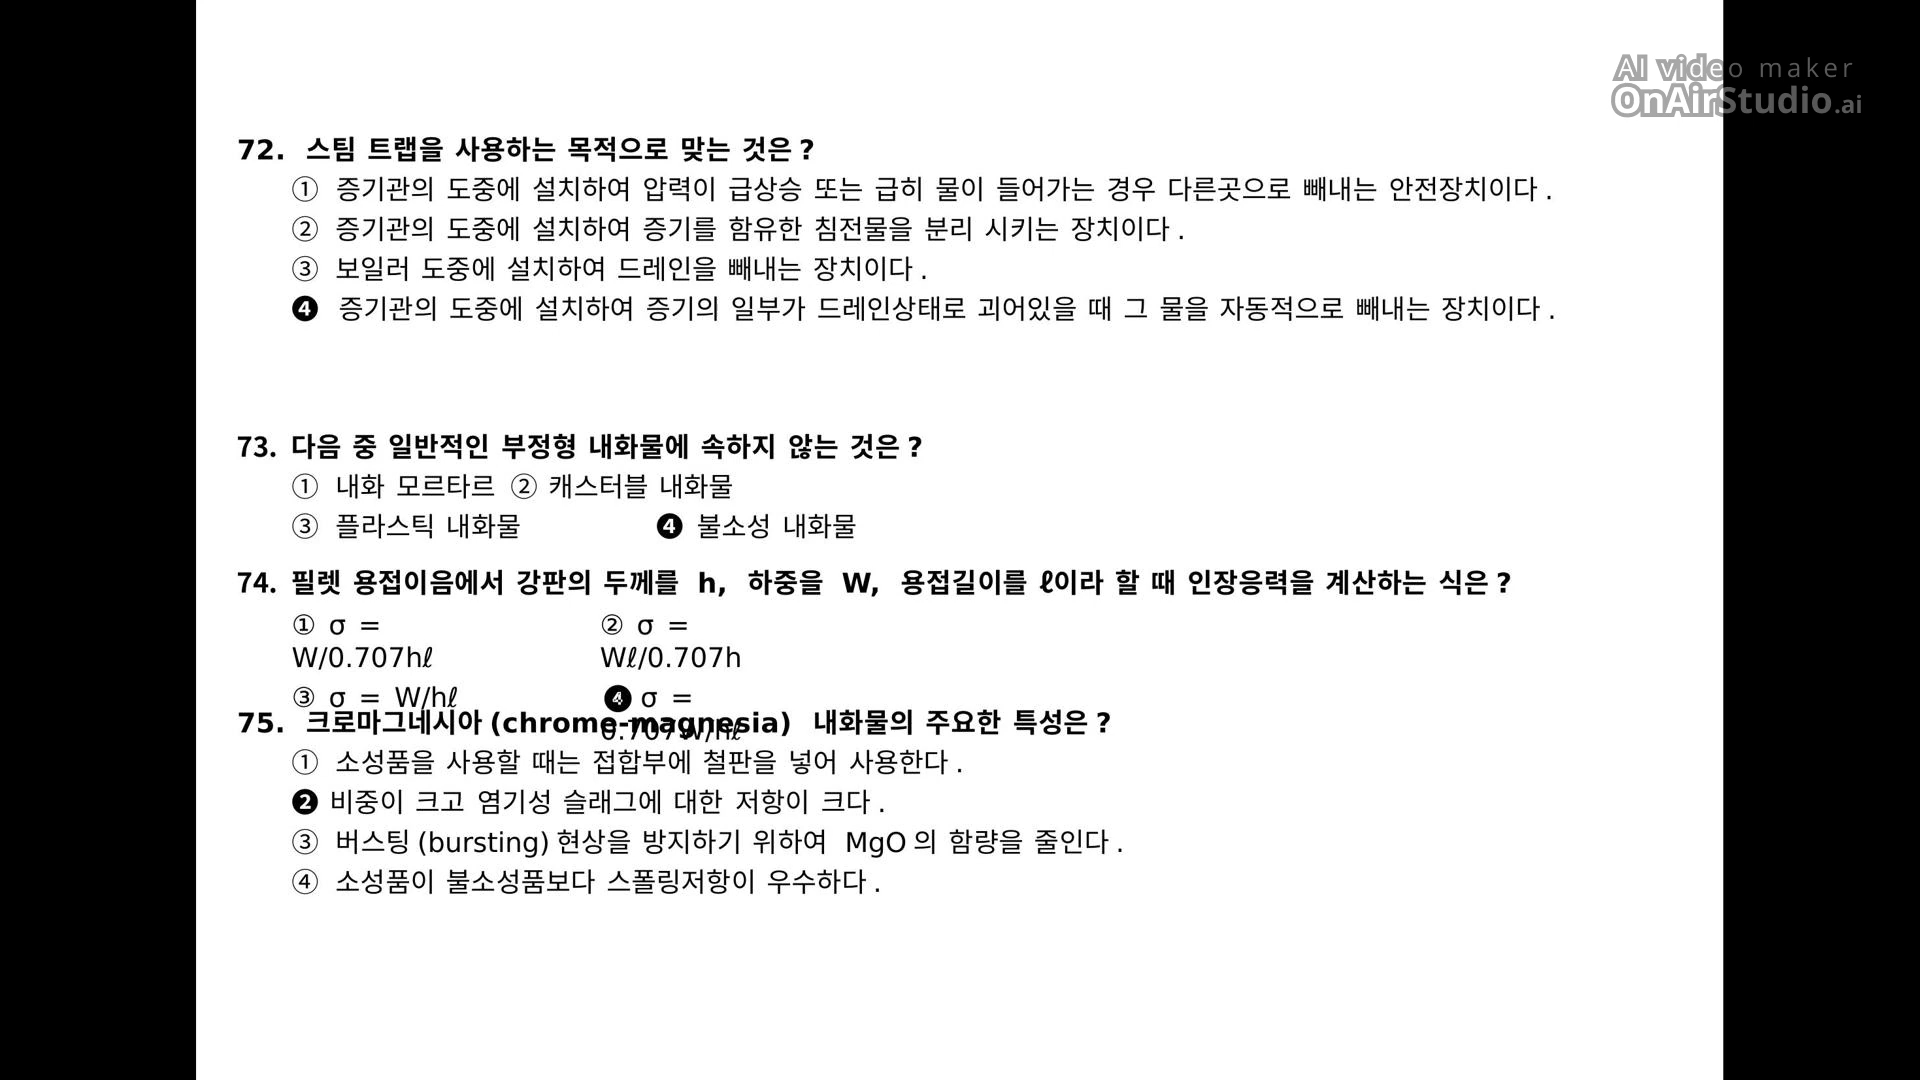 AI video maker
OnAirStudio.ai
72. 스팀 트랩을 사용하는 목적으로 맞는 것은?
① 증기관의 도중에 설치하여 압력이 급상승 또는 급히 물이 들어가는 경우 다른곳으로 빼내는 안전장치이다.
② 증기관의 도중에 설치하여 증기를 함유한 침전물을 분리 시키는 장치이다.
③ 보일러 도중에 설치하여 드레인을 빼내는 장치이다.
❹ 증기관의 도중에 설치하여 증기의 일부가 드레인상태로 괴어있을 때 그 물을 자동적으로 빼내는 장치이다.
73. 다음 중 일반적인 부정형 내화물에 속하지 않는 것은?
① 내화 모르타르 ② 캐스터블 내화물
③ 플라스틱 내화물 ❹ 불소성 내화물
74. 필렛 용접이음에서 강판의 두께를 h, 하중을 W, 용접길이를 ℓ이라 할 때 인장응력을 계산하는 식은?
① σ = W/0.707hℓ
② σ = Wℓ/0.707h
③ σ = W/hℓ
❹ σ = 0.707W/hℓ
75. 크로마그네시아(chrome-magnesia) 내화물의 주요한 특성은?
① 소성품을 사용할 때는 접합부에 철판을 넣어 사용한다.
❷ 비중이 크고 염기성 슬래그에 대한 저항이 크다.
③ 버스팅(bursting)현상을 방지하기 위하여 MgO의 함량을 줄인다.
④ 소성품이 불소성품보다 스폴링저항이 우수하다.